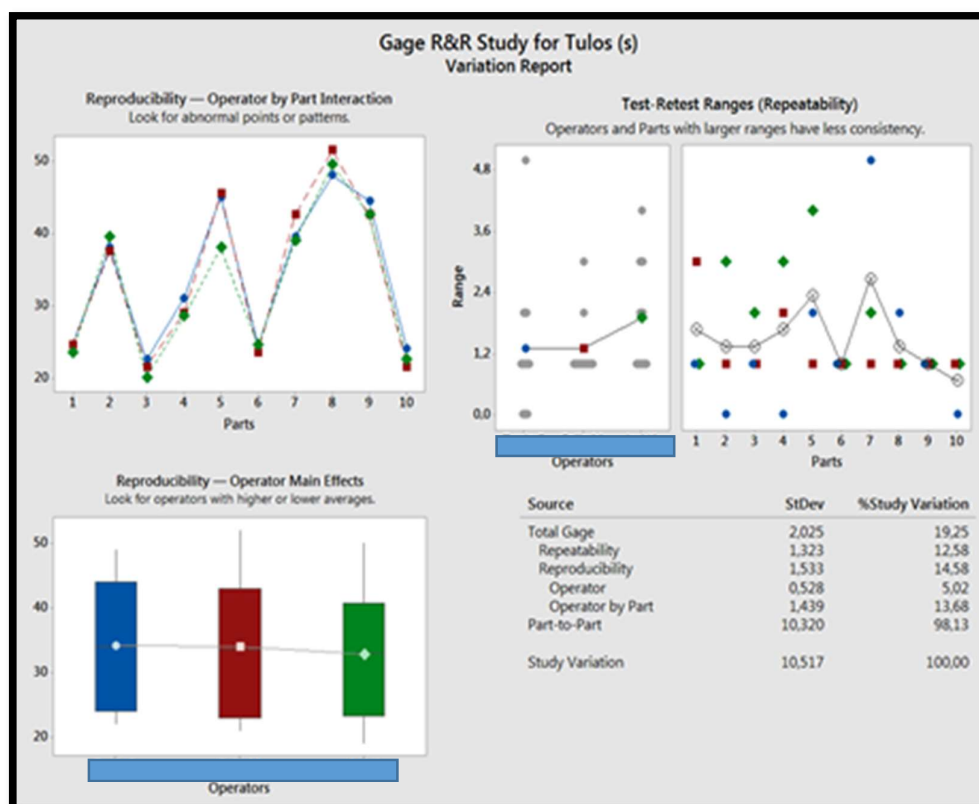 Gage R&R Study for Tulos (s)
Variation Report
Reproducibility — Operator by Part Interaction
Look for abnormal points or patterns.
50
40
30
20
1 2 3 4 5 6 7 8 9 10
Parts
Test-Retest Ranges (Repeatability)
Operators and Parts with larger ranges have less consistency.
4,8
3,6
2,4
1,2
0,0
Range
Operators
1 2 3 4 5 6 7 8 9 10
Parts
Reproducibility — Operator Main Effects
Look for operators with higher or lower averages.
50
40
30
20
Operators
Source StDev %Study Variation
Total Gage 2,025 19,25
Repeatability 1,323 12,58
Reproducibility 1,533 14,58
Operator 0,528 5,02
Operator by Part 1,439 13,68
Part-to-Part 10,320 98,13
Study Variation 10,517 100,00